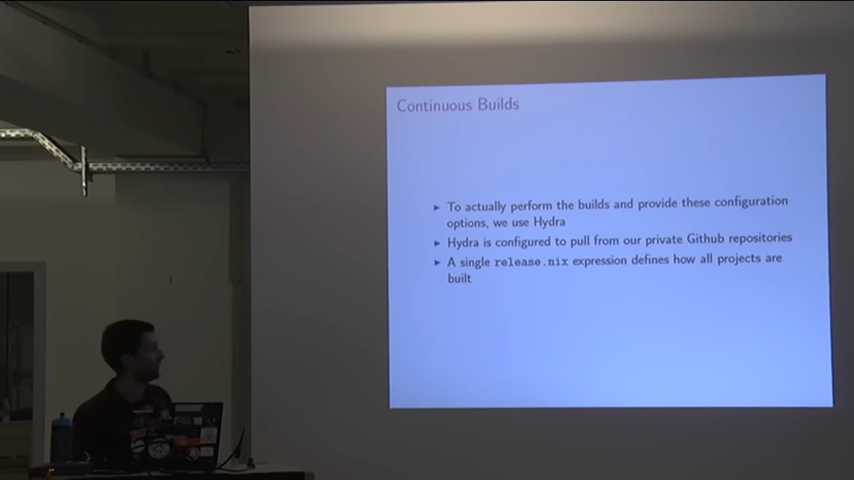 Continuous Builds
► To actually perform the builds and provide these configuration
options, we use Hydra
► Hydra is configured to pull from our private Github repositories
► A single release.nix expression defines how all projects are
built